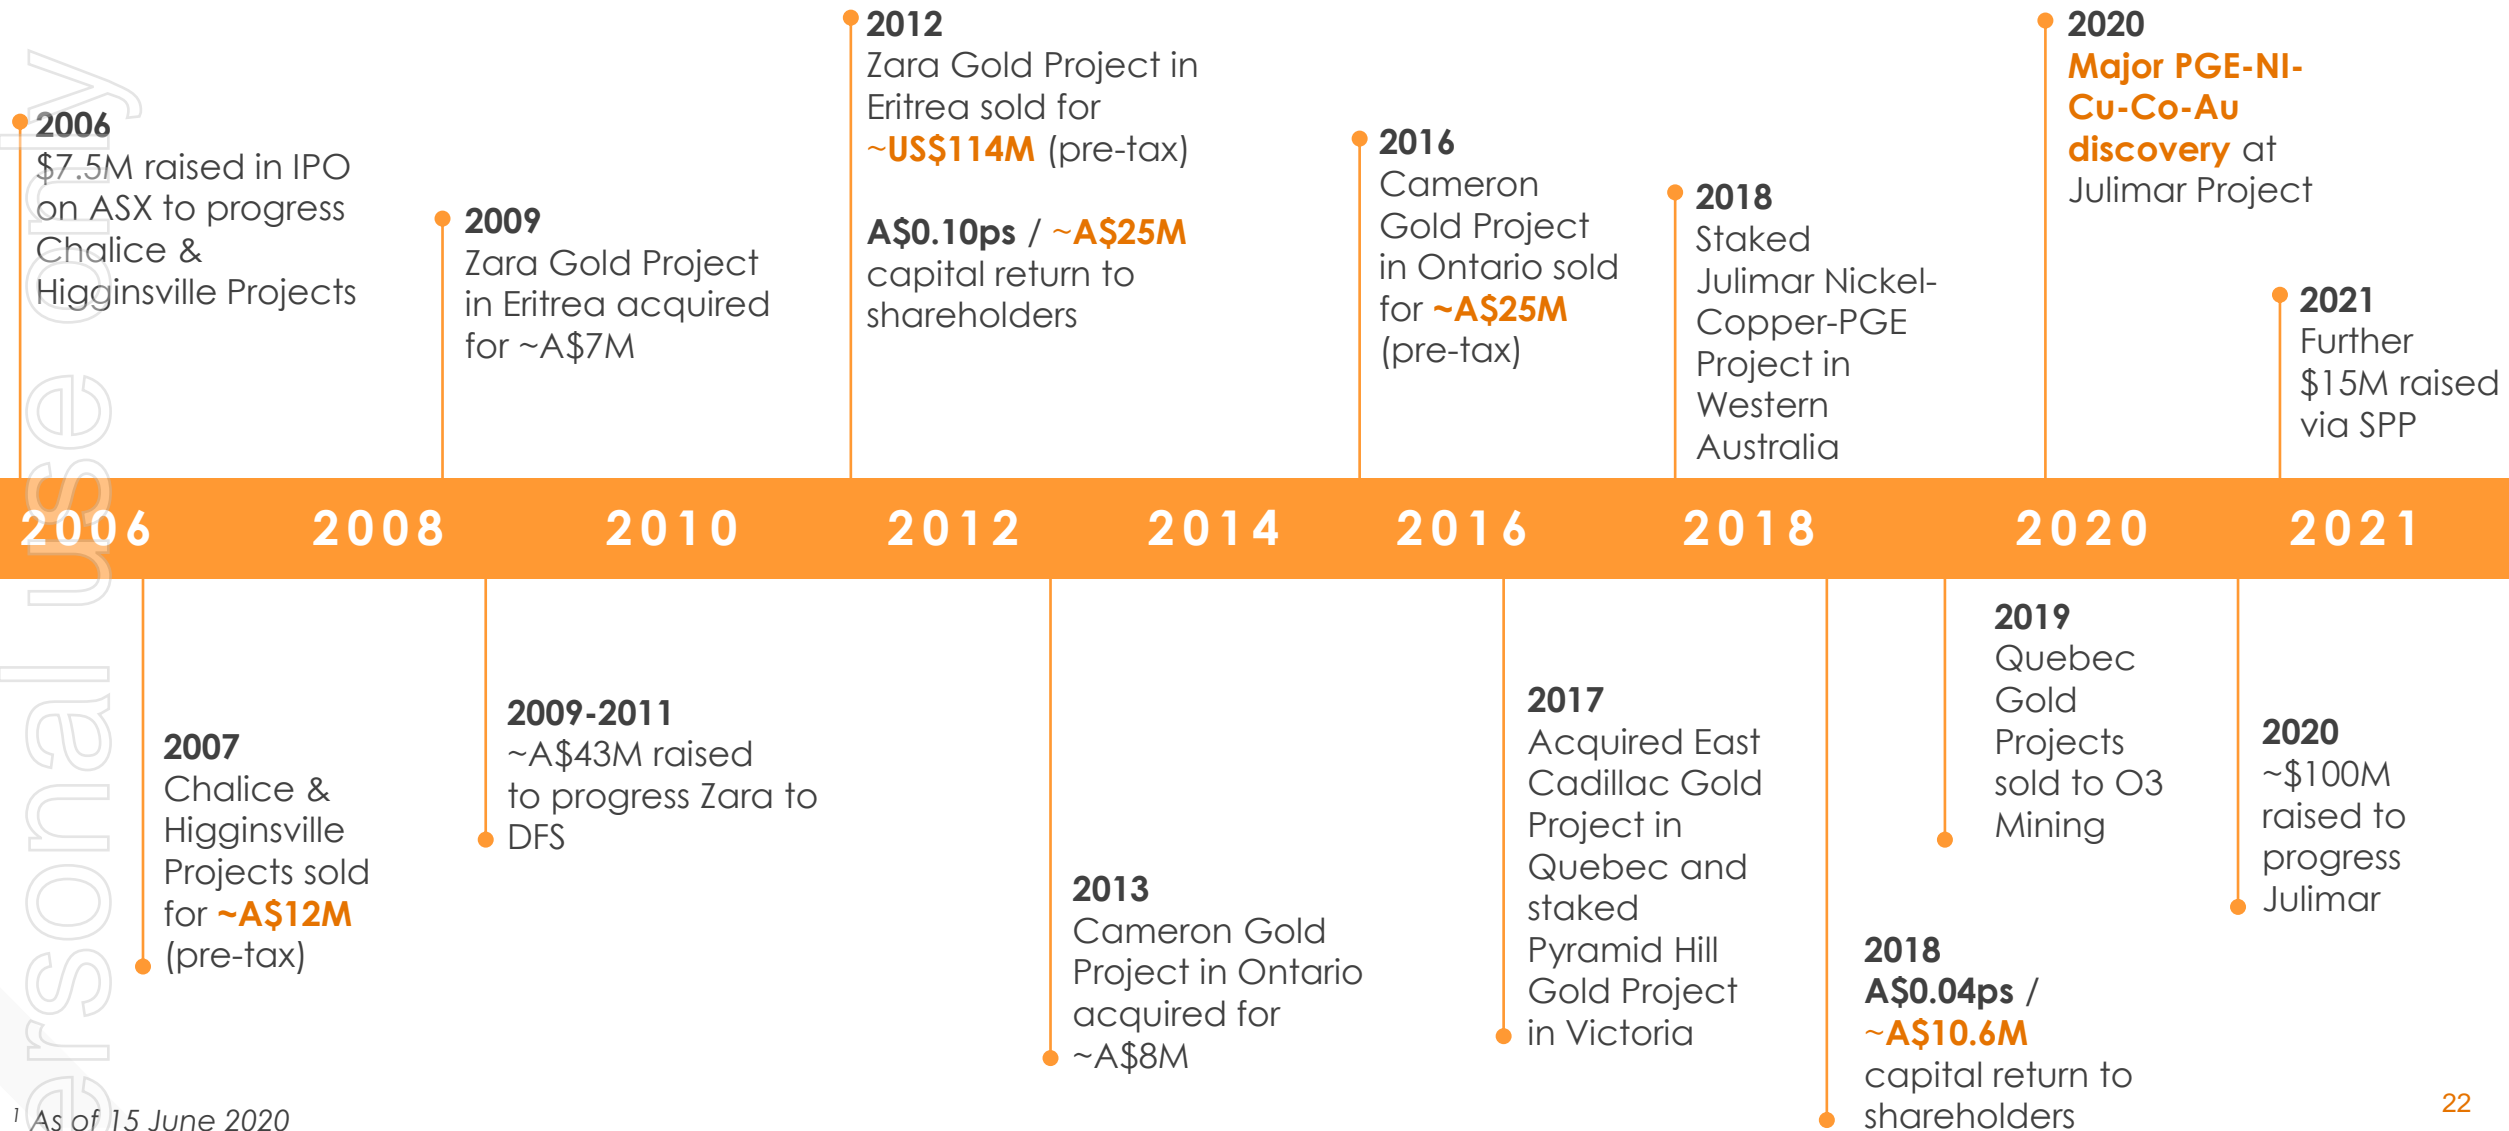 2006
$7.5M raised in IPO
on ASX to progress
Chalice &
Higginsville Projects
2009
Zara Gold Project
in Eritrea acquired
for ~A$7M
2012
Zara Gold Project in
Eritrea sold for
~US$114M (pre-tax)
A$0.10ps / ~A$25M
capital return to
shareholders
2016
Cameron
Gold Project
in Ontario sold
for ~A$25M
(pre-tax)
2018
Staked
Julimar Nickel-
Copper-PGE
Project in
Western
Australia
2020
Major PGE-NI-
Cu-Co-Au
discovery at
Julimar Project
2021
Further
$15M raised
via SPP
2006 2008 2010 2012 2014 2016 2018 2020 2021
2007
Chalice &
Higginsville
Projects sold
for ~A$12M
(pre-tax)
2009-2011
~A$43M raised
to progress Zara to
DFS
2013
Cameron Gold
Project in Ontario
acquired for
~A$8M
2017
Acquired East
Cadillac Gold
Project in
Quebec and
staked
Pyramid Hill
Gold Project
in Victoria
2018
A$0.04ps /
~A$10.6M
capital return to
shareholders
2019
Quebec
Gold
Projects
sold to O3
Mining
2020
~$100M
raised to
progress
Julimar
1 As of 15 June 2020
22
ersonal use only